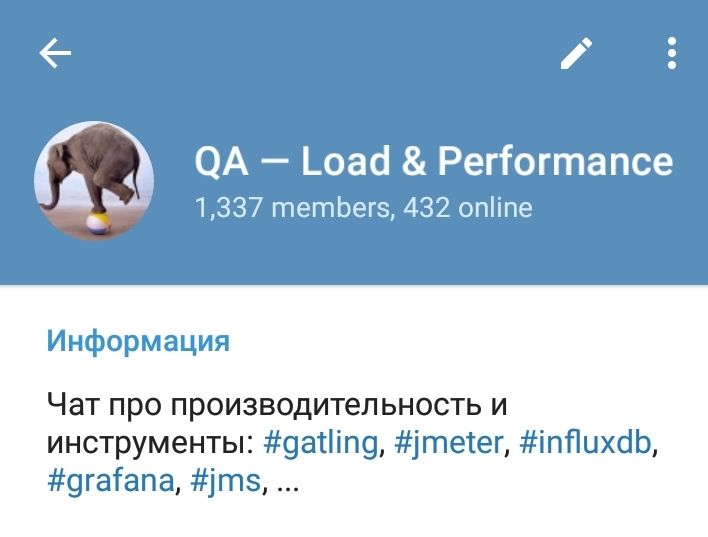 QA — Load & Performance
1,337 members, 432 online
Информация
Чат про производительность и
инструменты: #gatling, #jmeter, #influxdb,
#grafana, #jms, ...